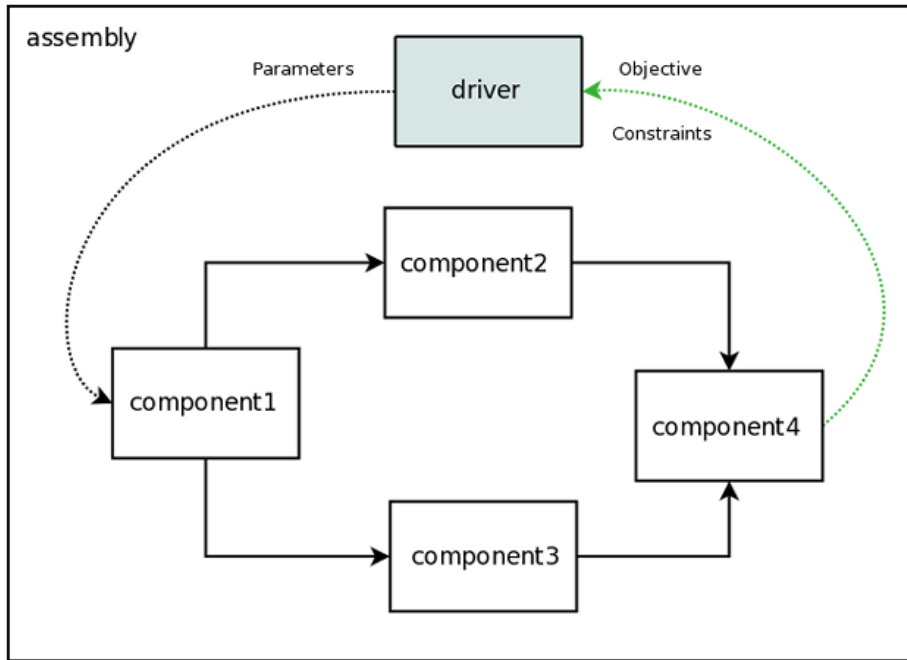 assembly
Parameters
driver
Objective
Constraints
component2
component1
component4
component3